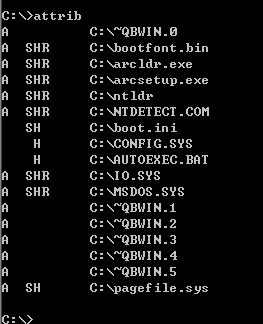 C:\>attrib
A          C:\~QBWIN.0
A  SHR     C:\bootfont.bin
A  SHR     C:\arcldr.exe
A  SHR     C:\arcsetup.exe
A  SHR     C:\ntldr
A  SHR     C:\NTDETECT.COM
   SH      C:\boot.ini
    H      C:\CONFIG.SYS
    H      C:\AUTOEXEC.BAT
A  SHR     C:\IO.SYS
A  SHR     C:\MSDOS.SYS
A          C:\~QBWIN.1
A          C:\~QBWIN.2
A          C:\~QBWIN.3
A          C:\~QBWIN.4
A          C:\~QBWIN.5
A  SH      C:\pagefile.sys
C:\>